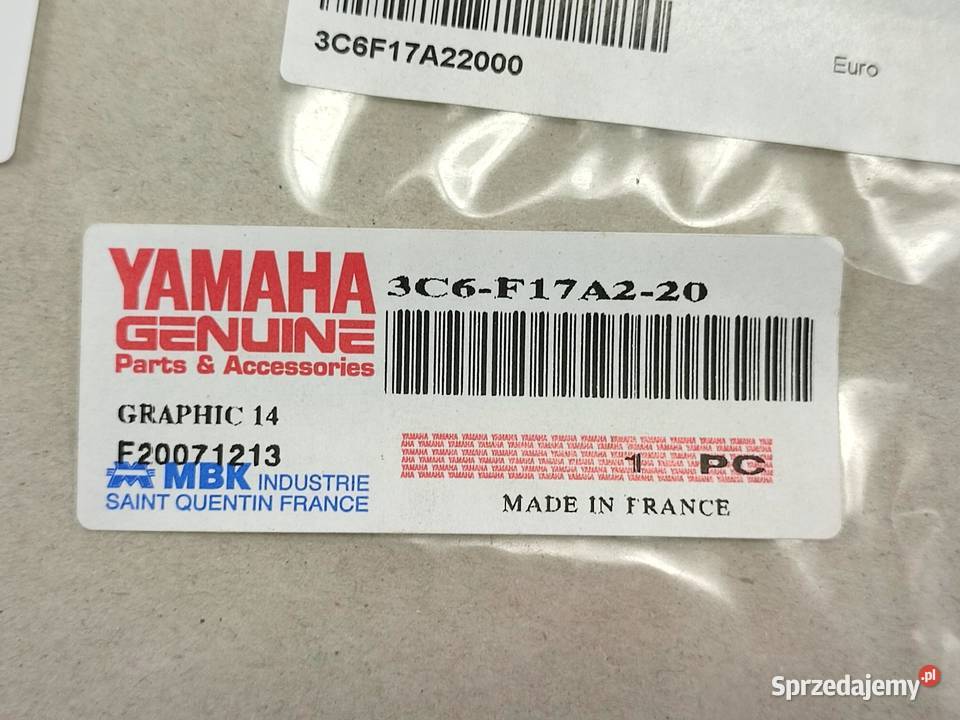 3C6F17A22000
Euro
YAMAHA
GENUINE
Parts & Accessories
3C6-F17A2-20
GRAPHIC 14
F20071213
MBK INDUSTRIE
SAINT QUENTIN FRANCE
1 PC
MADE IN FRANCE
Sprzedajemy.pl